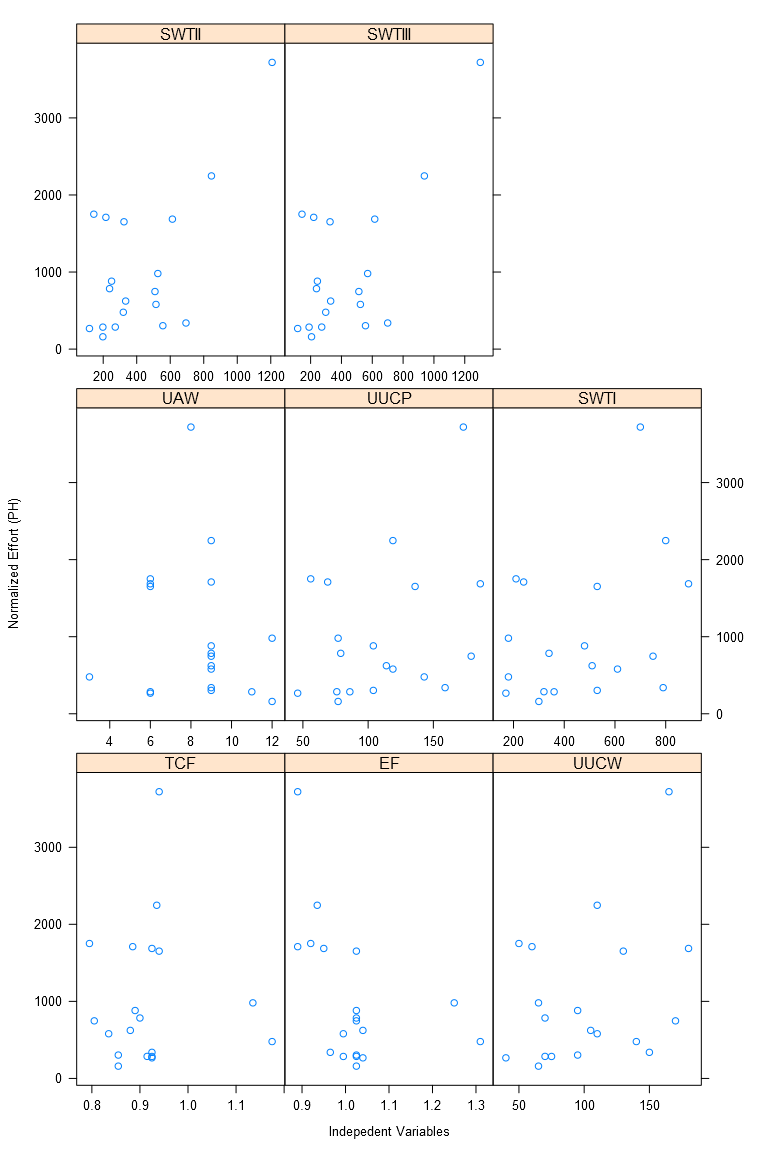 SWTII SWTIII
3000
2000
1000
0
200 400 600 800 1000 1200 200 400 600 800 1000 1200
UAW UUCP SWTI
3000
2000
1000
0
4 6 8 10 12 50 100 150 200 400 600 800
TCF EF UUCW
3000
2000
1000
0
0.8 0.9 1.0 1.1 0.9 1.0 1.1 1.2 1.3 50 100 150
Normalized Effort (PH)
Indepedent Variables